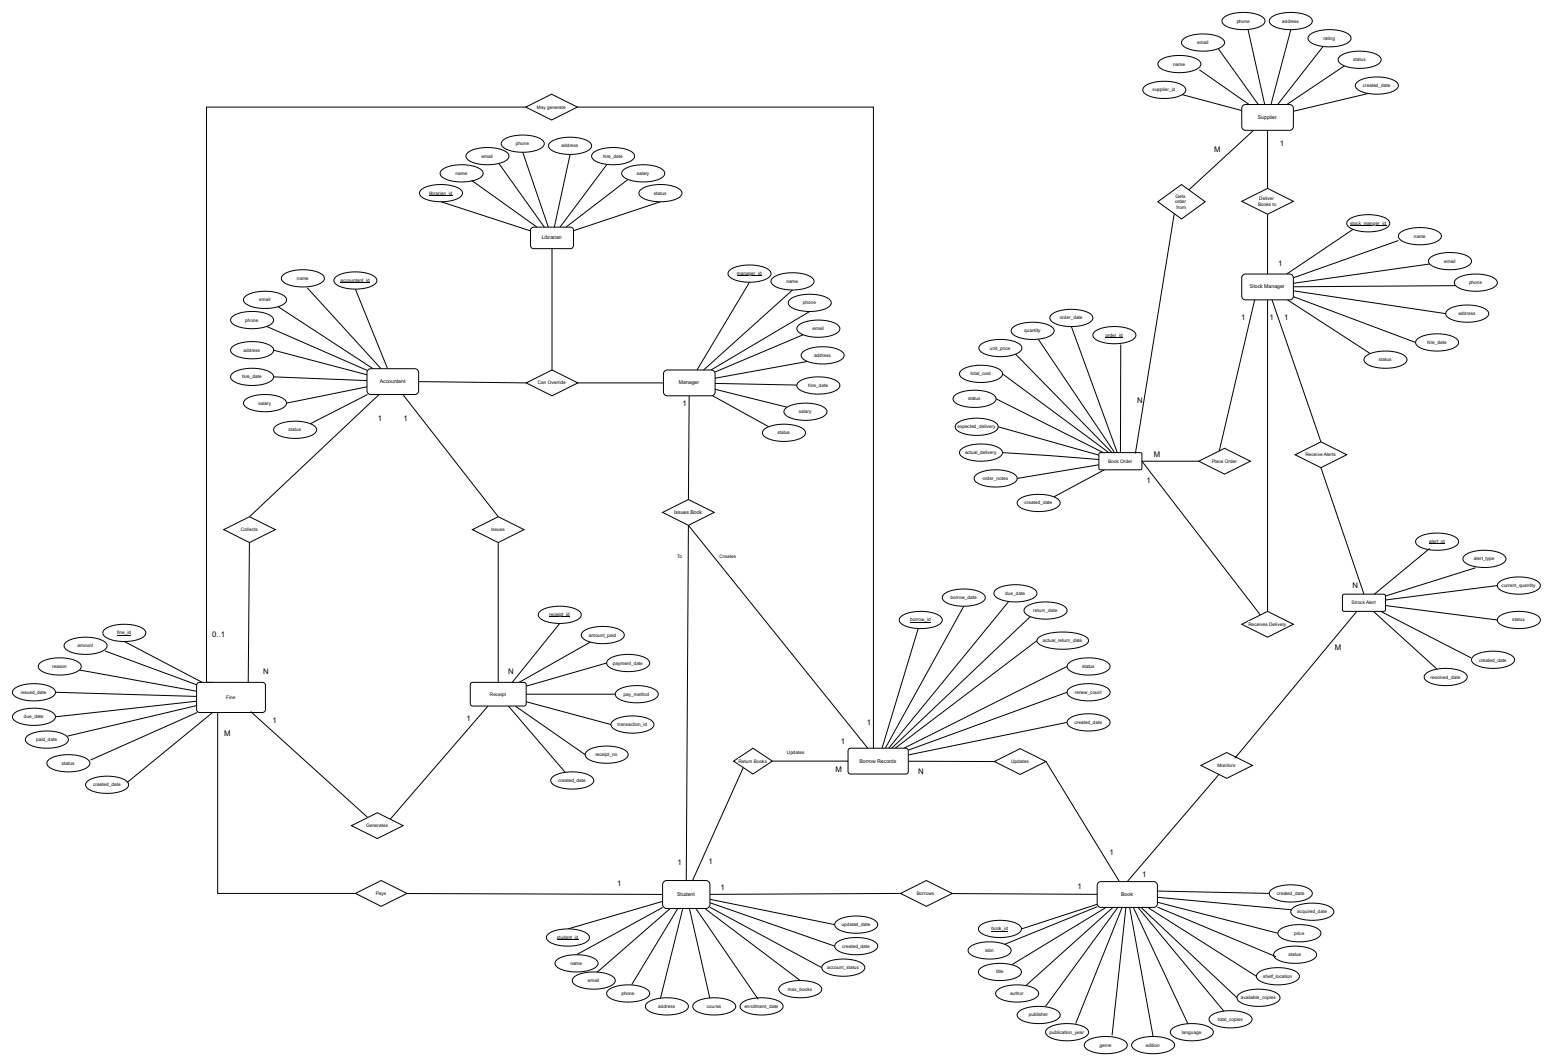 phone
address
email
rating
name
status
supplier_id
created_date
Supplier
M
1
May generate
phone
address
email
hire_date
name
salary
librarian_id
status
Librarian
Gets
order
from
Deliver
Books to
stock_manger_id
name
email
phone
address
hire_date
status
1
Stock Manager
1
1
1
name
accountant_id
email
phone
address
hire_date
salary
status
Accountant
1
1
Can Override
manager_id
name
phone
email
address
hire_date
salary
status
Manager
1
order_date
quantity
order_id
unit_price
total_cost
status
expected_delivery
actual_delivery
order_notes
created_date
N
Book Order
M
1
Place Order
Receive Alerts
Collects
Issues
Issues Book
To
Creates
alert_id
alert_type
current_quantity
status
created_date
resolved_date
N
Strock Alert
M
Receives Delivery
0..1
N
fine_id
amount
reason
issued_date
due_date
paid_date
status
created_date
Fine
1
M
receipt_id
amount_paid
payment_date
pay_method
transaction_id
receipt_no
created_date
N
Receipt
1
borrow_id
borrow_date
due_date
return_date
actual_return_date
status
renew_count
created_date
1
1
Borrow Records
M
N
Updates
Return Books
Updates
Monitors
Generates
Pays
1
1
1
Student
1
Borrows
1
1
1
Book
student_id
name
email
phone
address
course
enrollment_date
max_books
account_status
created_date
updated_date
book_id
isbn
title
author
publisher
publication_year
genre
edition
language
total_copies
available_copies
shelf_location
status
price
acquired_date
created_date